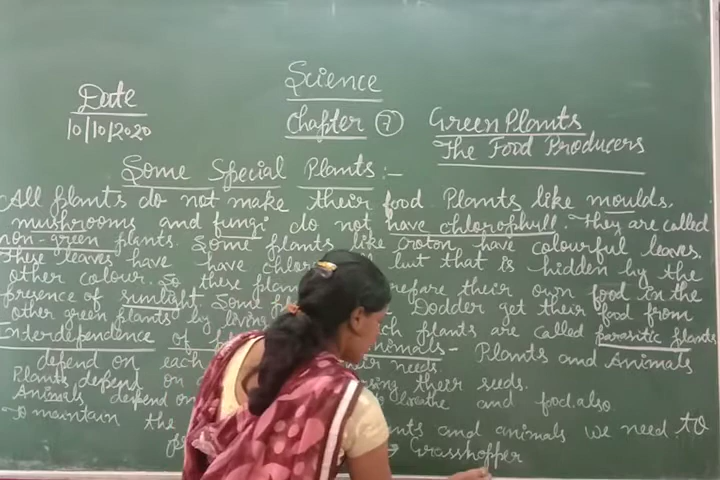 Science
Date
10/10/2020
Chapter 7
Green Plants
The Food Producers
Some Special Plants:-
All plants do not make their food Plants like moulds,
mushrooms and fungi do not have chlorophyll. They are called
non-green plants. Some plants like croton have colourful leaves.
These leaves have have but that is hidden by the
other colour. So these their own food in the
presence of sunlight Some Dodder get their food from
other green plants by living plants are called parasitic plants
Interdependence of - Plants and Animals
depend on each needs
Plants depend on their seeds.
Animals depend on and food.also
To maintain the and animals we need to
→ Grasshopper